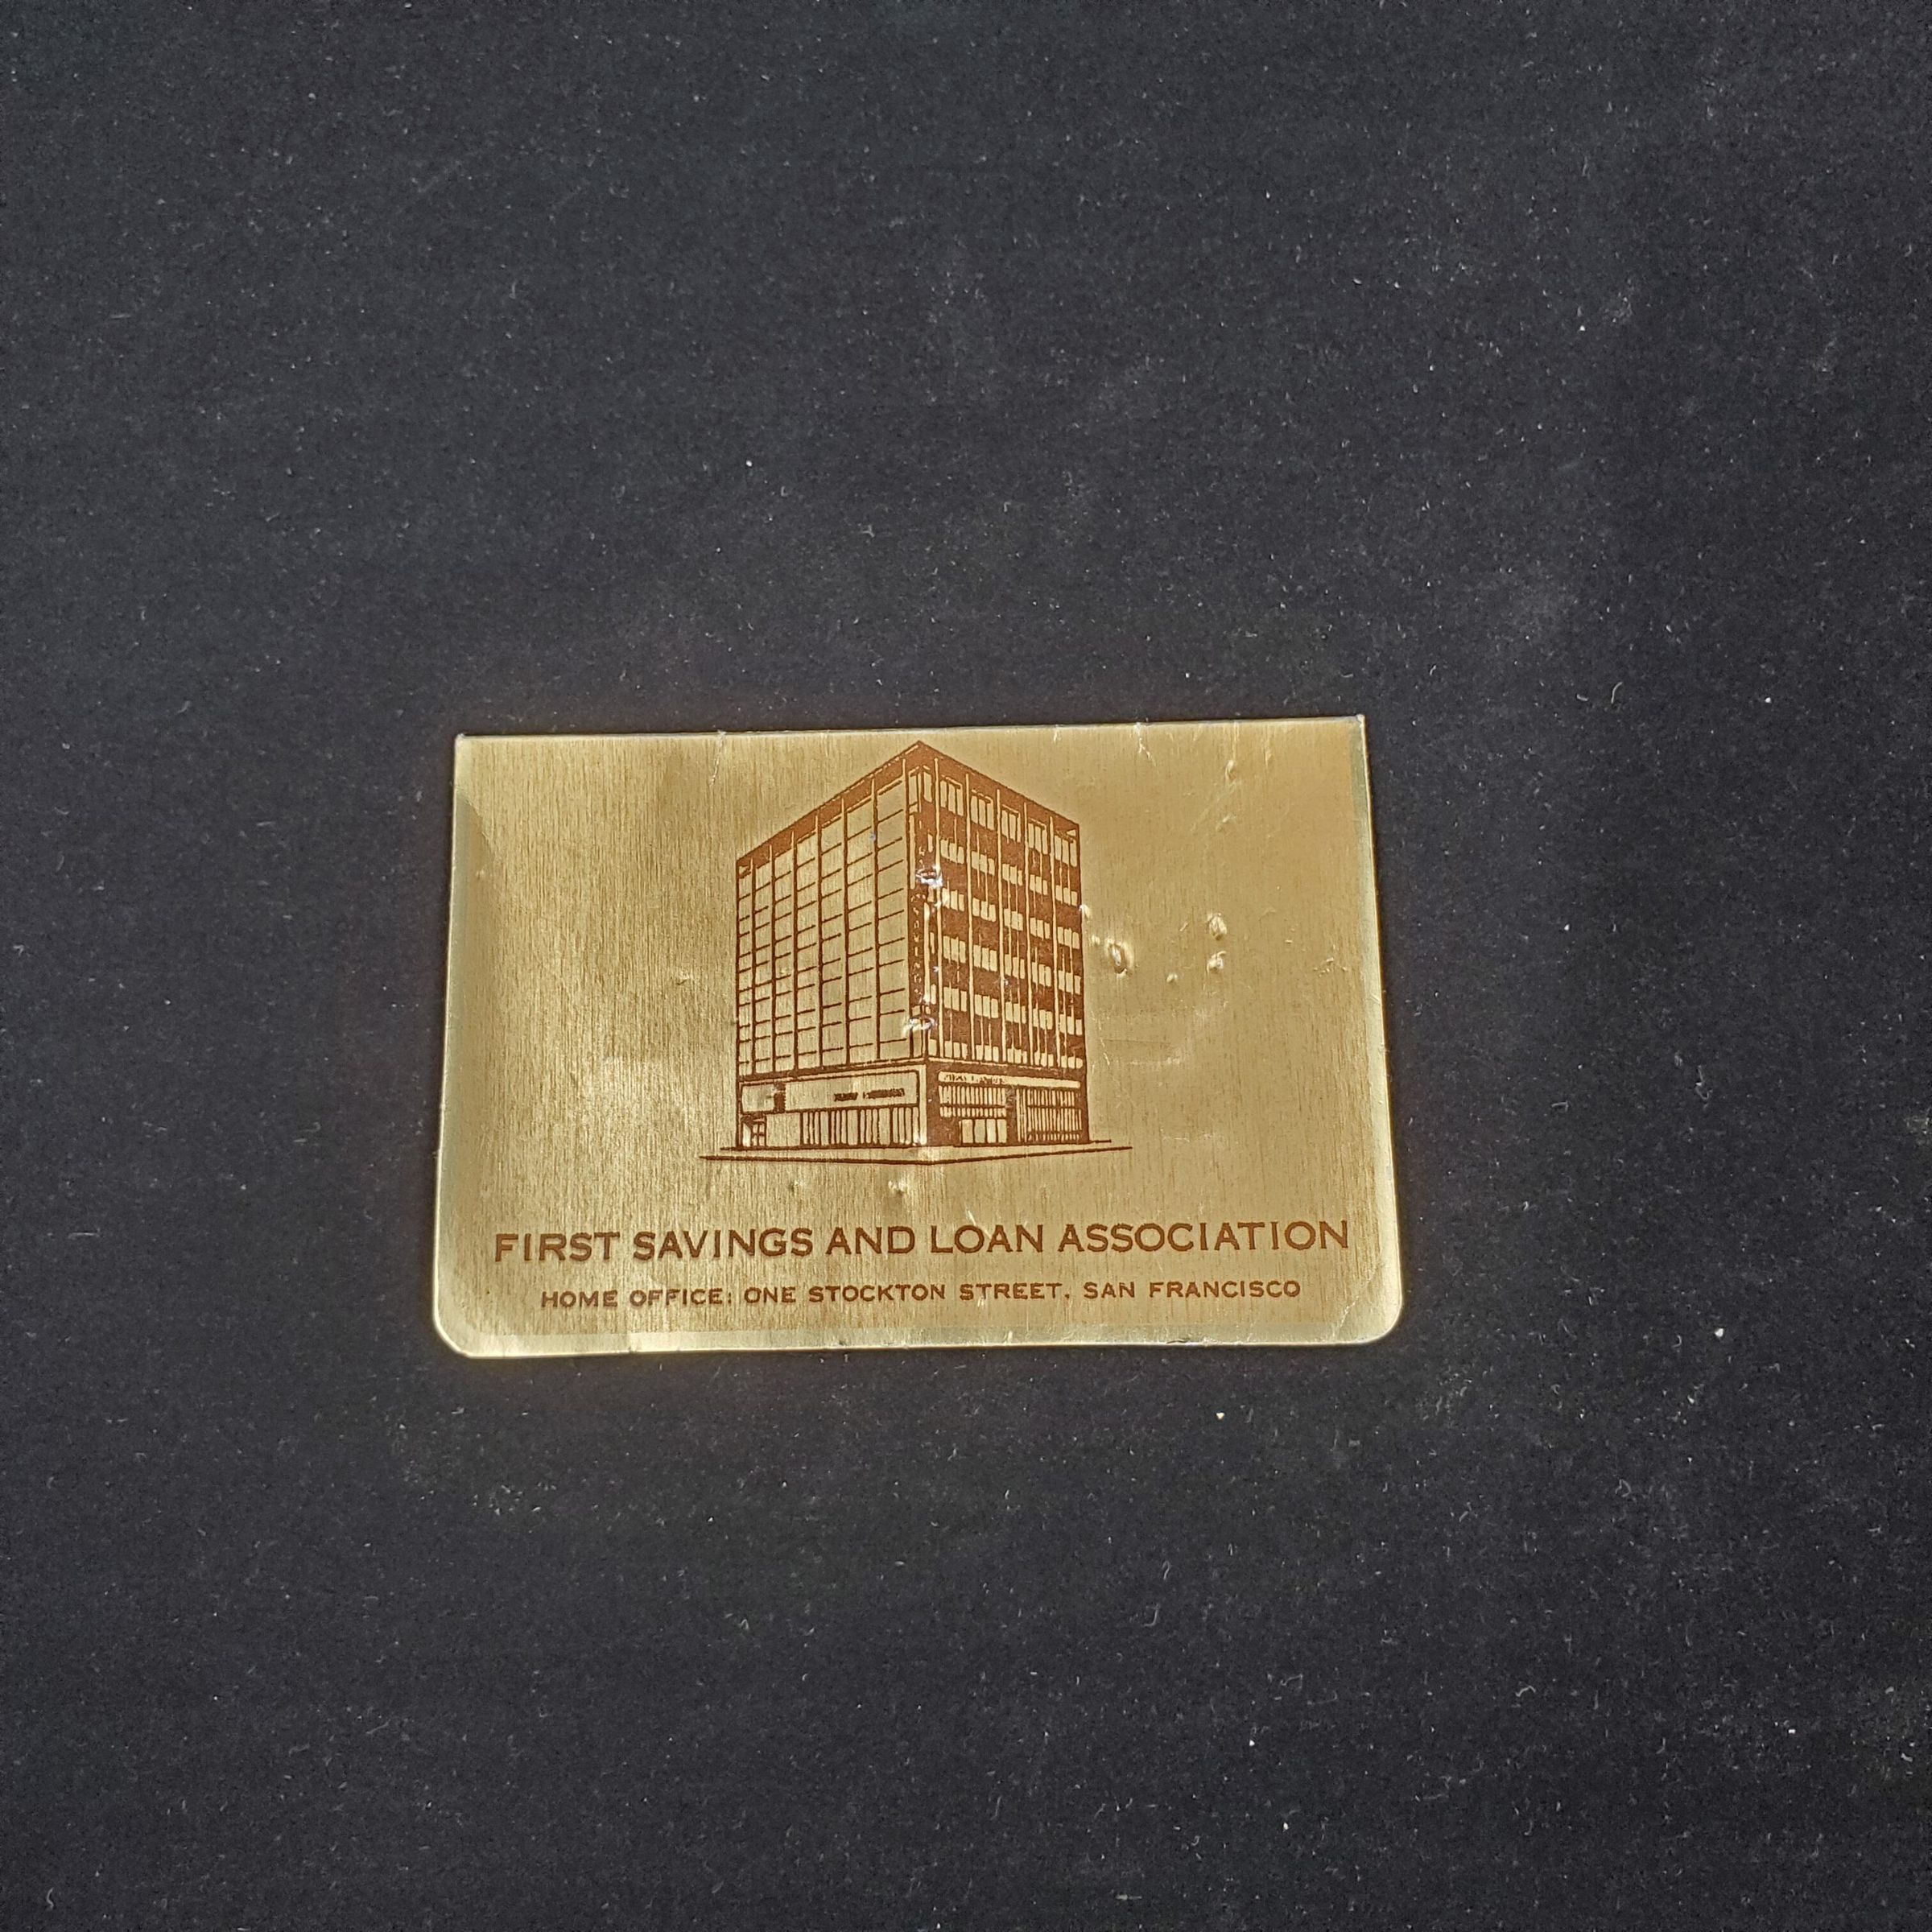 FIRST SAVINGS AND LOAN ASSOCIATION
HOME OFFICE: ONE STOCKTON STREET, SAN FRANCISCO